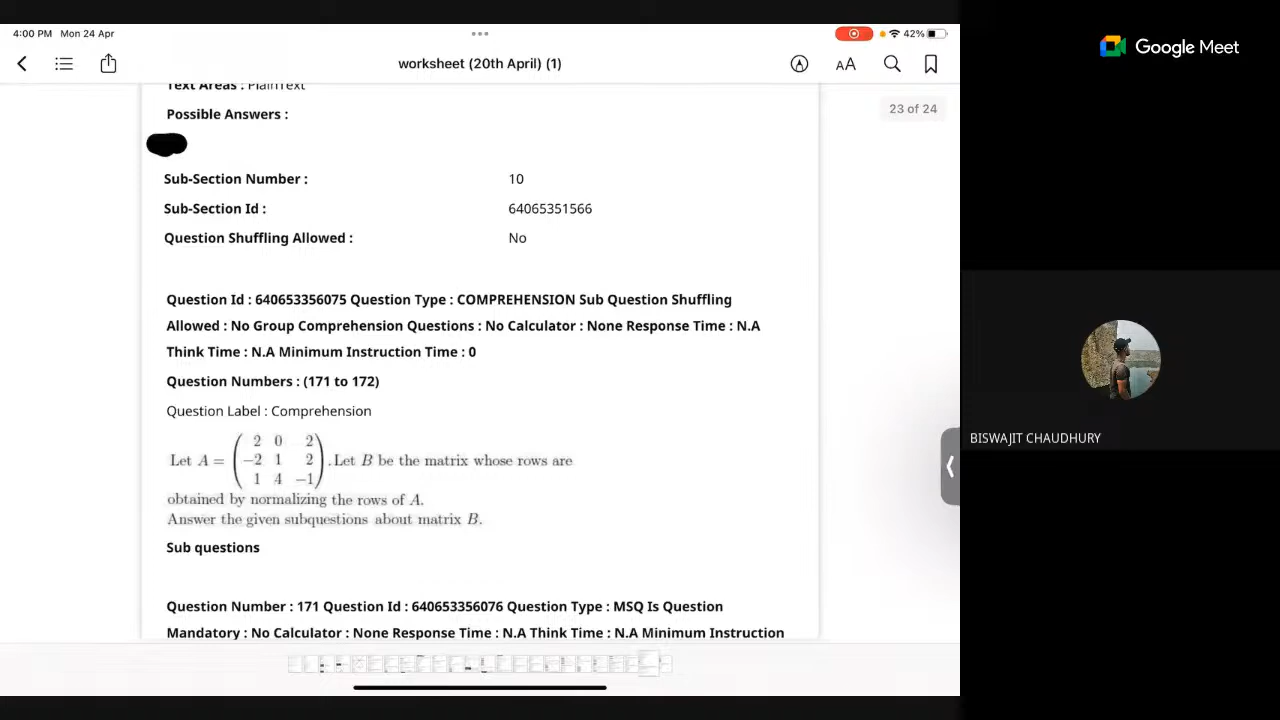 4:00 PM Mon 24 Apr
42%
worksheet (20th April) (1)
AA
Google Meet
23 of 24
Text Areas : PlainText
Possible Answers :
Sub-Section Number : 10
Sub-Section Id : 64065351566
Question Shuffling Allowed : No
Question Id : 640653356075 Question Type : COMPREHENSION Sub Question Shuffling
Allowed : No Group Comprehension Questions : No Calculator : None Response Time : N.A
Think Time : N.A Minimum Instruction Time : 0
Question Numbers : (171 to 172)
Question Label : Comprehension
2 0 2
Let A = -2 1 2 . Let B be the matrix whose rows are
1 4 -1
obtained by normalizing the rows of A.
Answer the given subquestions about matrix B.
Sub questions
Question Number : 171 Question Id : 640653356076 Question Type : MSQ Is Question
Mandatory : No Calculator : None Response Time : N.A Think Time : N.A Minimum Instruction
BISWAJIT CHAUDHURY